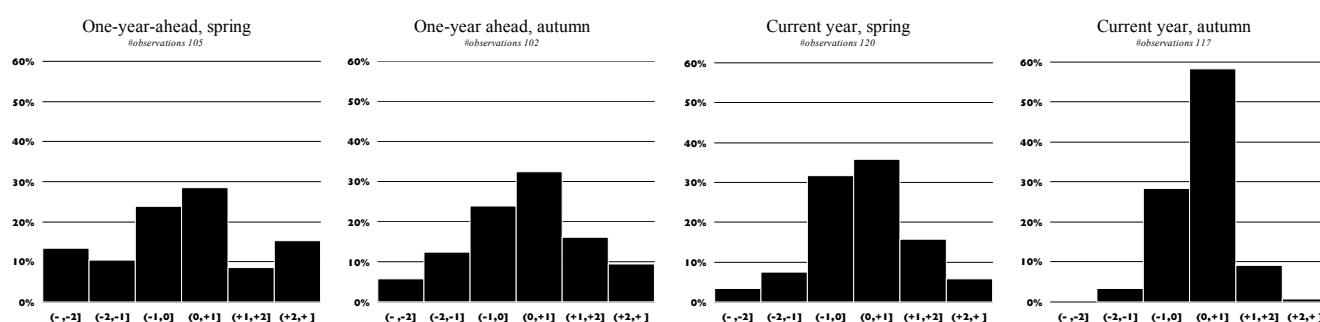 One-year-ahead, spring
#observations 105
60%
50%
40%
30%
20%
10%
0%
(- ,-2] (-2,-1] (-1,0] (0,+1] (+1,+2] (+2,+ ]
One-year ahead, autumn
#observations 102
60%
50%
40%
30%
20%
10%
0%
(- ,-2] (-2,-1] (-1,0] (0,+1] (+1,+2] (+2,+ ]
Current year, spring
#observations 120
60%
50%
40%
30%
20%
10%
0%
(- ,-2] (-2,-1] (-1,0] (0,+1] (+1,+2] (+2,+ ]
Current year, autumn
#observations 117
60%
50%
40%
30%
20%
10%
0%
(- ,-2] (-2,-1] (-1,0] (0,+1] (+1,+2] (+2,+ ]